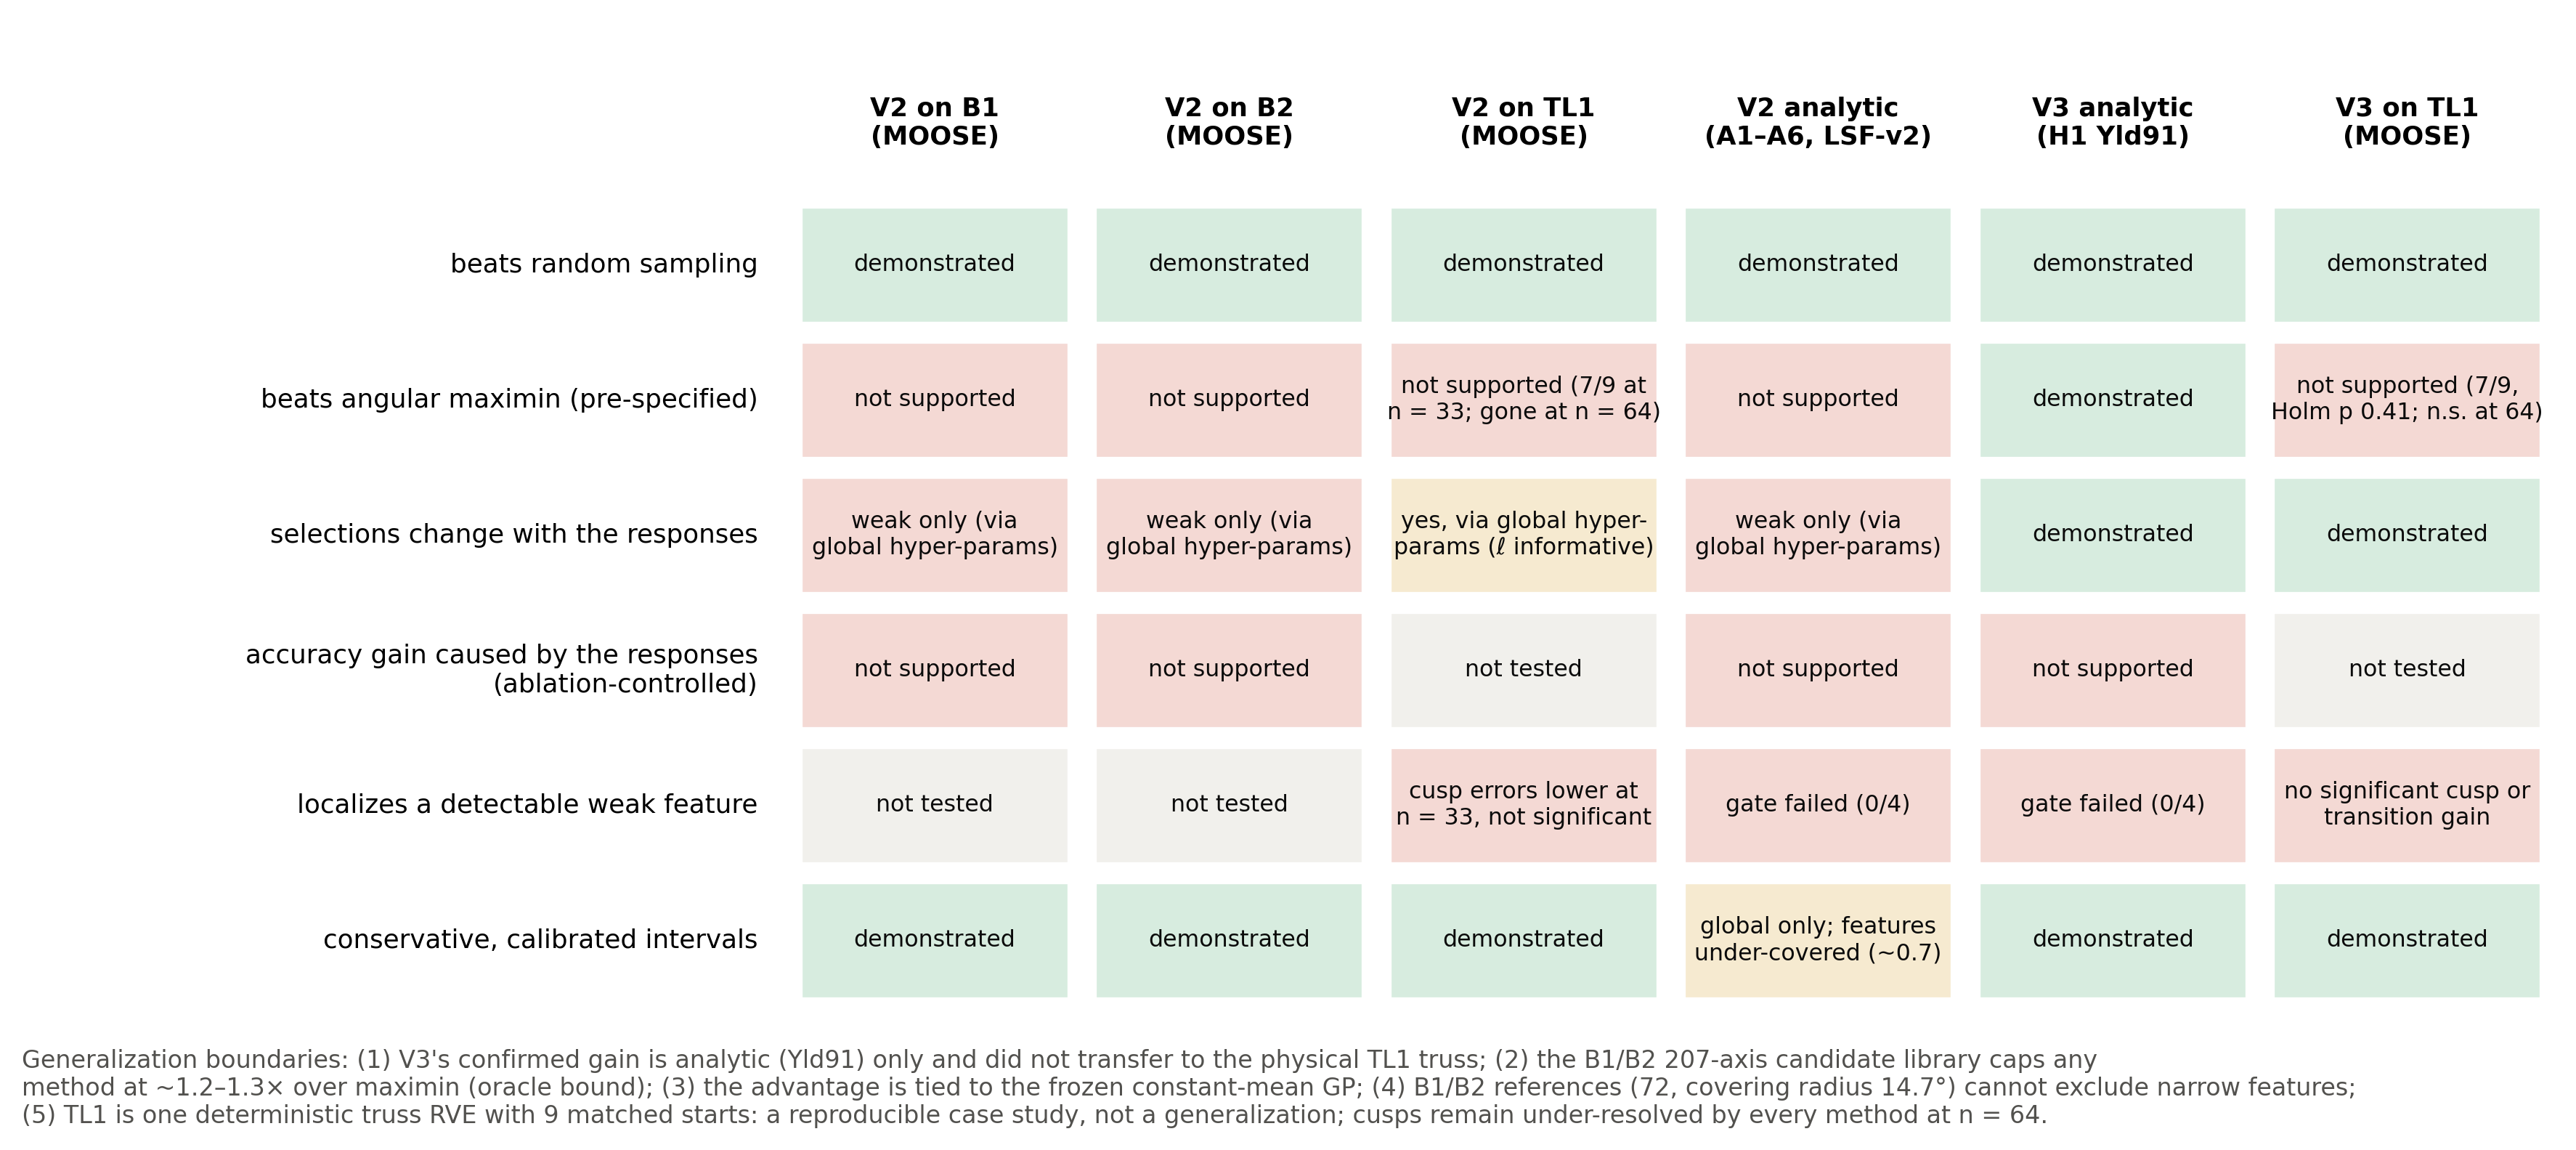 V2 on B1
(MOOSE)
V2 on B2
(MOOSE)
V2 on TL1
(MOOSE)
V2 analytic
(A1–A6, LSF-v2)
V3 analytic
(H1 Yld91)
V3 on TL1
(MOOSE)
beats random sampling
demonstrated
demonstrated
demonstrated
demonstrated
demonstrated
demonstrated
beats angular maximin (pre-specified)
not supported
not supported
not supported (7/9 at
n = 33; gone at n = 64)
not supported
demonstrated
not supported (7/9,
Holm p 0.41; n.s. at 64)
selections change with the responses
weak only (via
global hyper-params)
weak only (via
global hyper-params)
yes, via global hyper-
params (ℓ informative)
weak only (via
global hyper-params)
demonstrated
demonstrated
accuracy gain caused by the responses
(ablation-controlled)
not supported
not supported
not tested
not supported
not supported
not tested
localizes a detectable weak feature
not tested
not tested
cusp errors lower at
n = 33, not significant
gate failed (0/4)
gate failed (0/4)
no significant cusp or
transition gain
conservative, calibrated intervals
demonstrated
demonstrated
demonstrated
global only; features
under-covered (~0.7)
demonstrated
demonstrated
Generalization boundaries: (1) V3's confirmed gain is analytic (Yld91) only and did not transfer to the physical TL1 truss; (2) the B1/B2 207-axis candidate library caps any
method at ~1.2–1.3× over maximin (oracle bound); (3) the advantage is tied to the frozen constant-mean GP; (4) B1/B2 references (72, covering radius 14.7°) cannot exclude narrow features;
(5) TL1 is one deterministic truss RVE with 9 matched starts: a reproducible case study, not a generalization; cusps remain under-resolved by every method at n = 64.